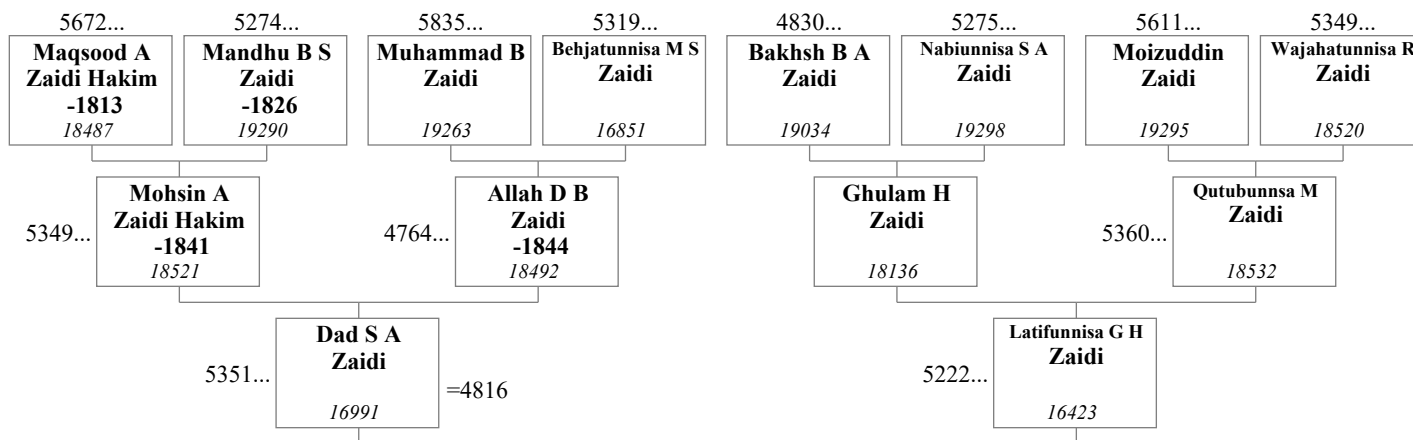 5672...
5274...
5835...
5319...
4830...
5275...
5611...
5349...
Maqsood A
Zaidi Hakim
-1813
18487
Mandhu B S
Zaidi
-1826
19290
Muhammad B
Zaidi
19263
Behjatunnisa M S
Zaidi
16851
Bakhsh B A
Zaidi
19034
Nabiunnisa S A
Zaidi
19298
Moizuddin
Zaidi
19295
Wajahatunnisa R
Zaidi
18520
5349...
Mohsin A
Zaidi Hakim
-1841
18521
4764...
Allah D B
Zaidi
-1844
18492
Ghulam H
Zaidi
18136
5360...
Qutubunnsa M
Zaidi
18532
5351...
Dad S A
Zaidi
16991
=4816
5222...
Latifunnisa G H
Zaidi
16423